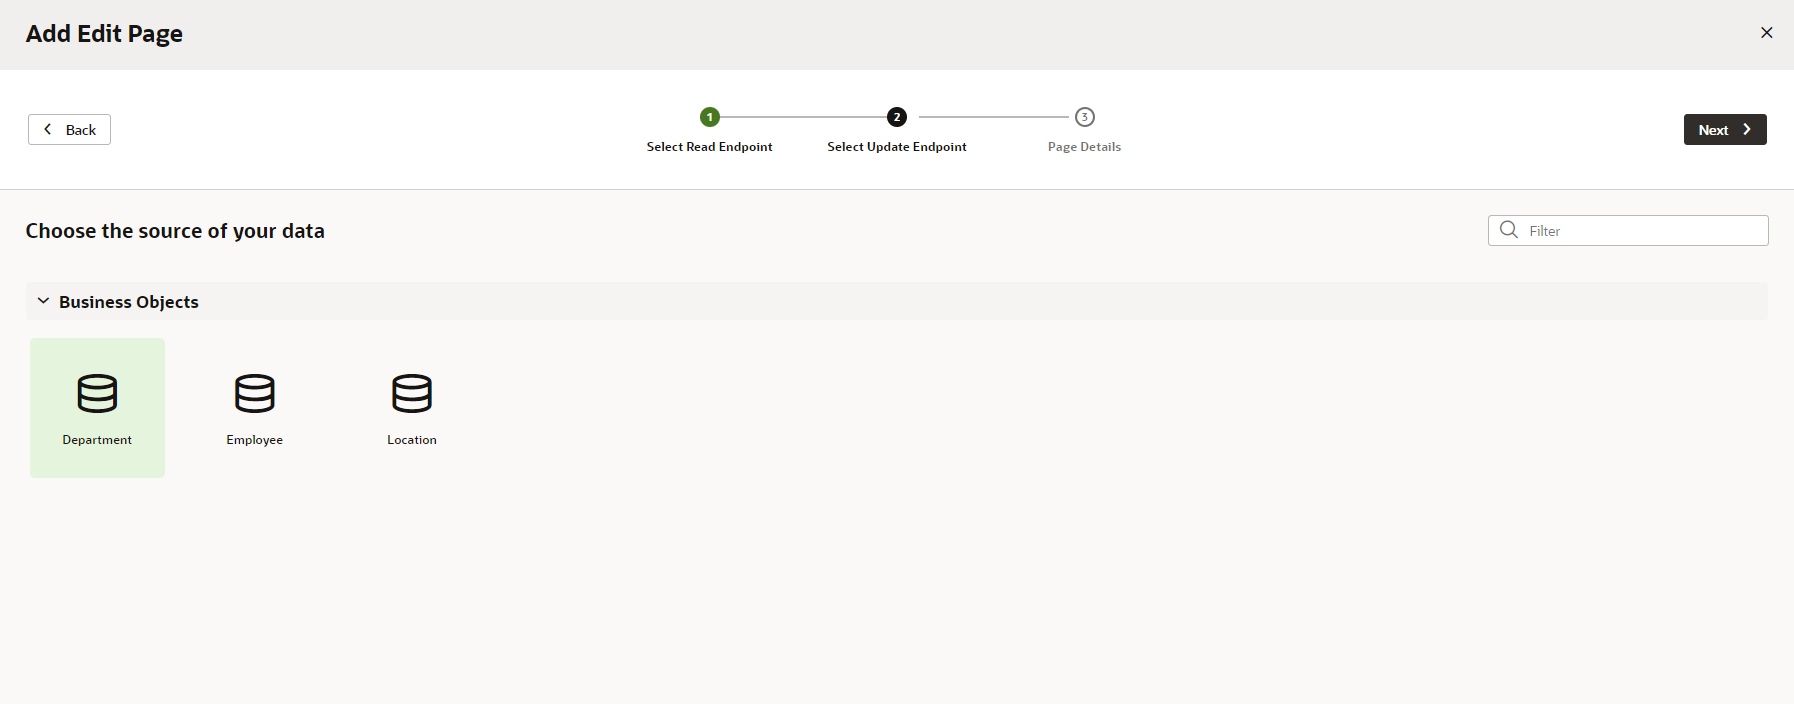 Add Edit Page
Back
1
2
3
Select Read Endpoint
Select Update Endpoint
Page Details
Next
Choose the source of your data
Filter
Business Objects
Department
Employee
Location